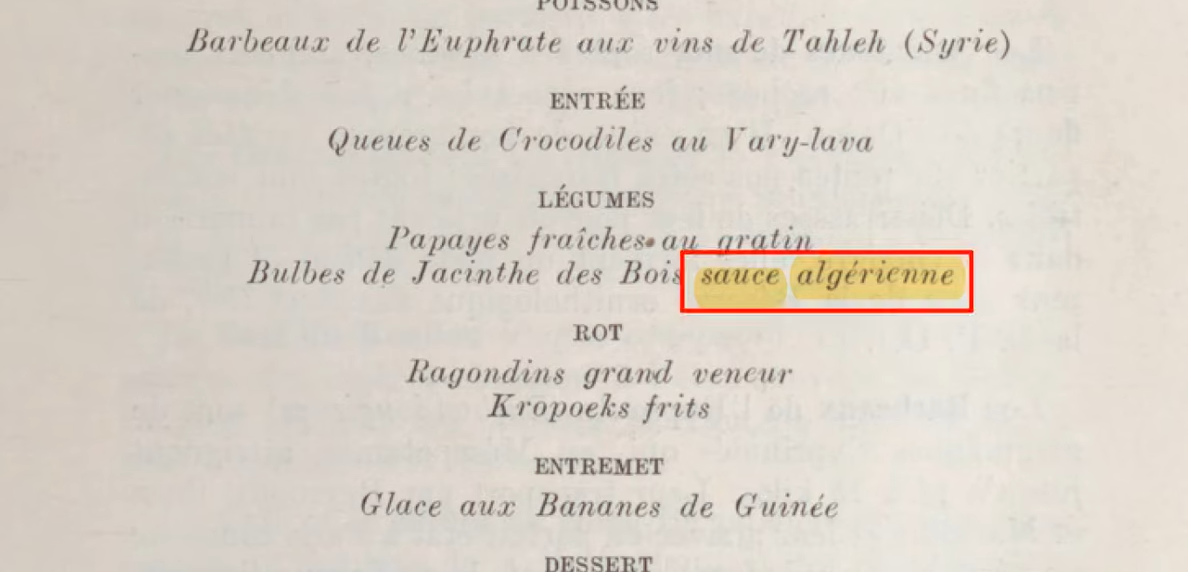 POISSONS
Barbeaux de l'Euphrate aux vins de Tahleh (Syrie)
ENTRÉE
Queues de Crocodiles au Vary-lava
LÉGUMES
Papayes fraîches au gratin
Bulbes de Jacinthe des Bois sauce algérienne
ROT
Ragondins grand veneur
Kropoeks frits
ENTREMET
Glace aux Bananes de Guinée
DESSERT